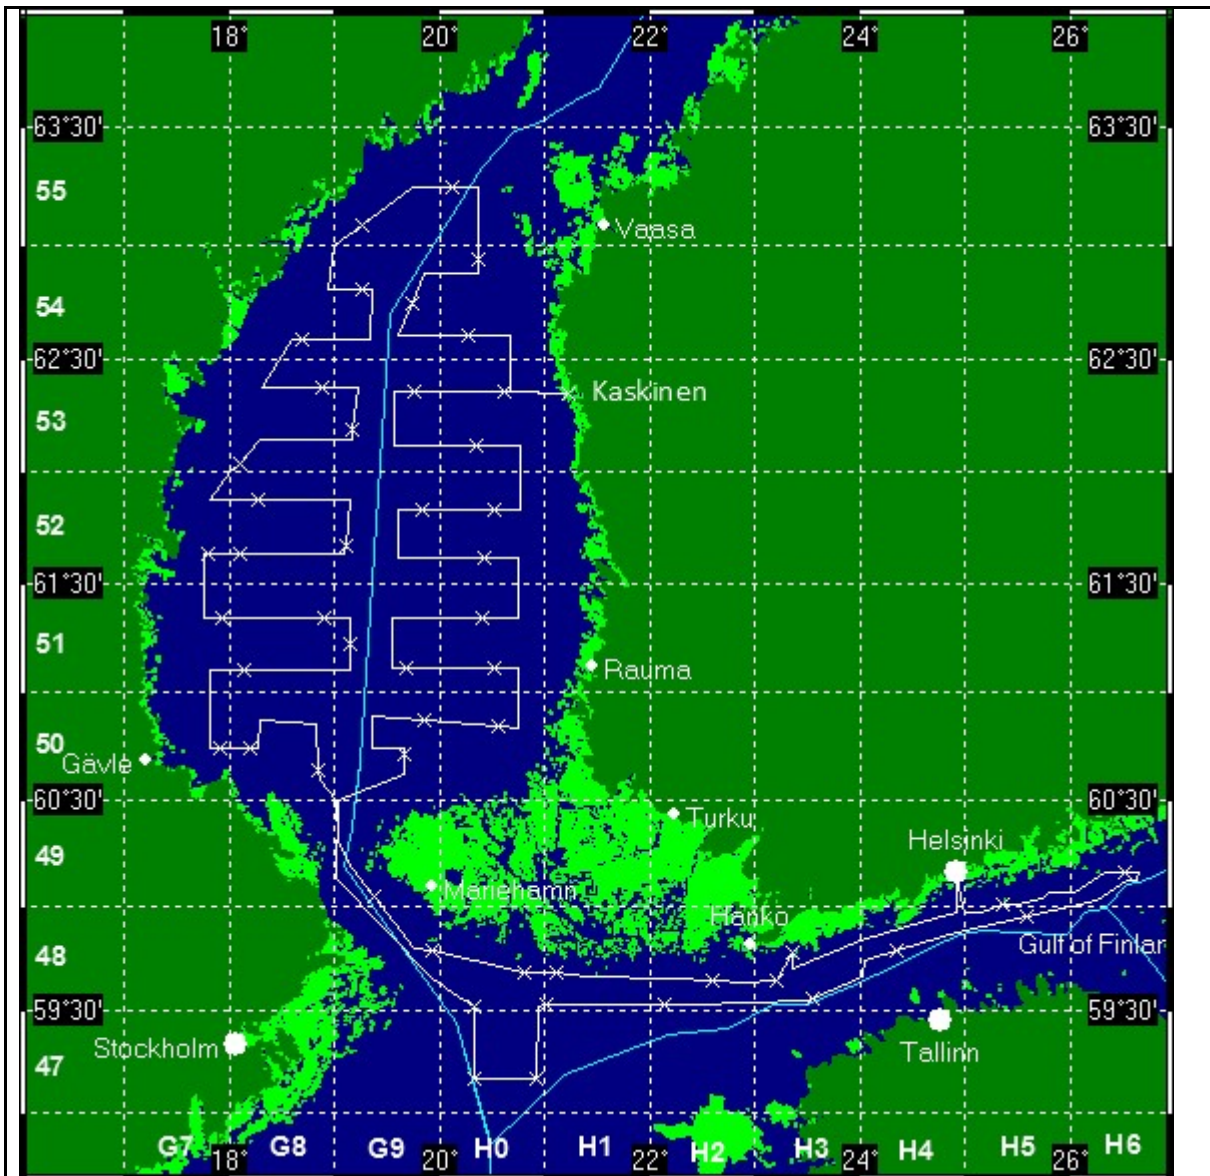 18° 20° 22° 24° 26°
63°30' 63°30'
55
Vaasa
54
62°30' 62°30'
Kaskinen
53
52
61°30' 61°30'
51
Rauma
50
Gävle
60°30' 60°30'
Turku
Helsinki
49
Mariehamn
Hanko
48
Gulf of Finlar
59°30' 59°30'
Stockholm
Tallinn
47
G7 G8 G9 H0 H1 H2 H3 H4 H5 H6
18° 20° 22° 24° 26°